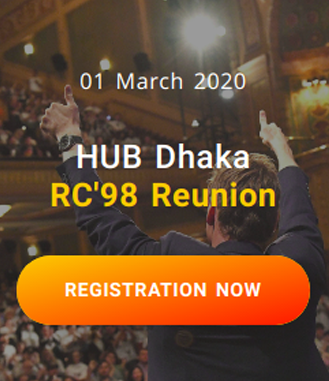 01 March 2020
HUB Dhaka
RC'98 Reunion
REGISTRATION NOW